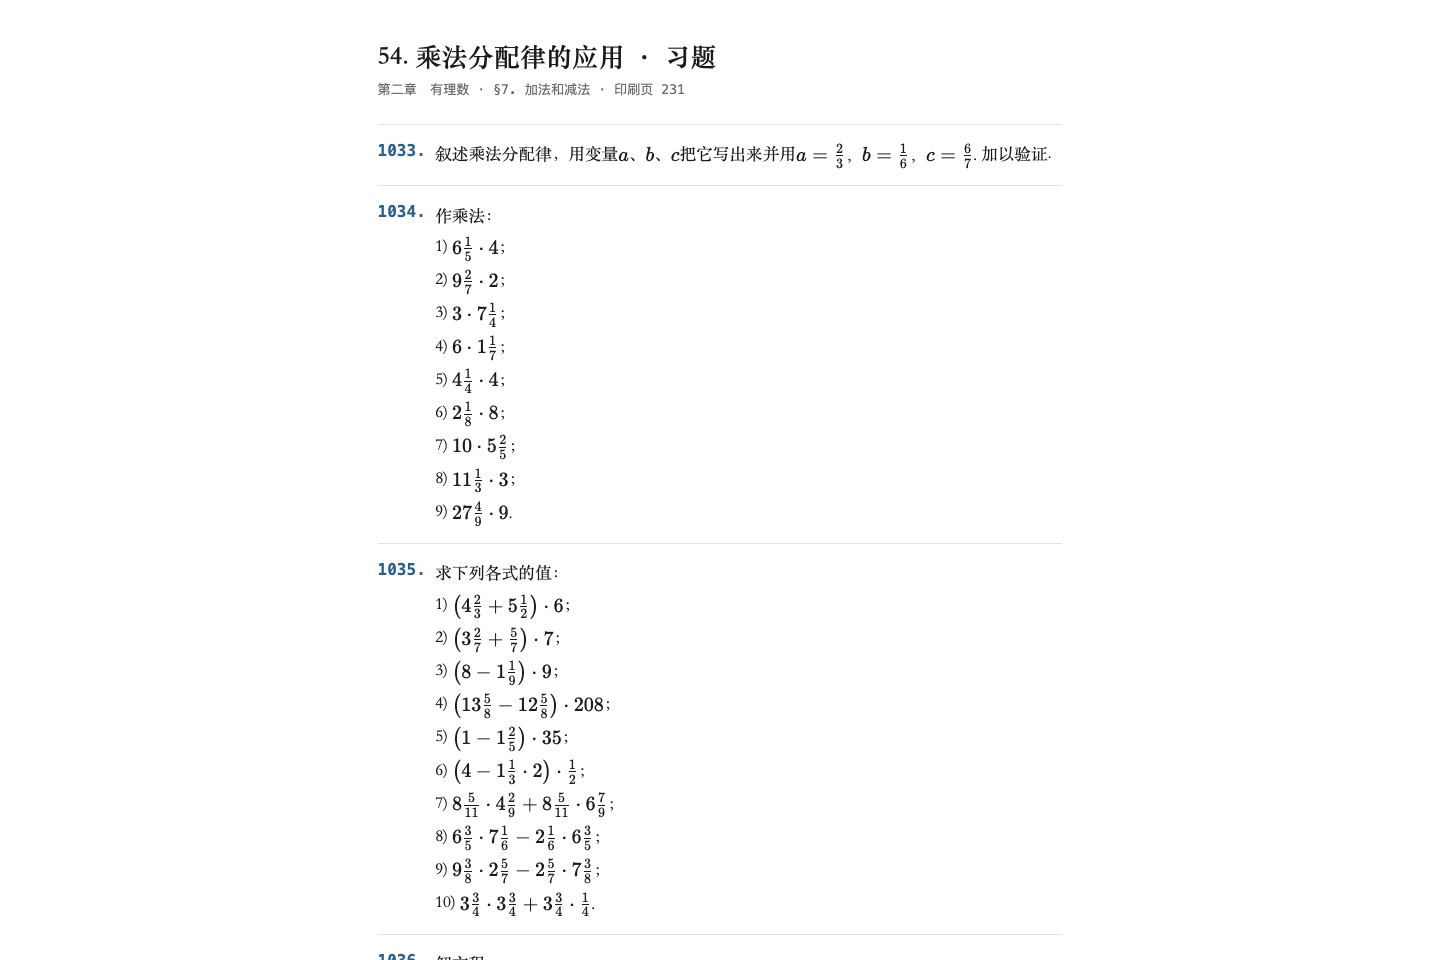 54. 乘法分配律的应用 · 习题
第二章 有理数 · §7. 加法和减法 · 印刷页 231
1033. 叙述乘法分配律，用变量a、b、c把它写出来并用a = 2/3，b = 1/6，c = 6/7. 加以验证.
1034. 作乘法：
1) 6 1/5 · 4；
2) 9 2/7 · 2；
3) 3 · 7 1/4；
4) 6 · 1 1/7；
5) 4 1/4 · 4；
6) 2 1/8 · 8；
7) 10 · 5 2/5；
8) 11 1/3 · 3；
9) 27 4/9 · 9.
1035. 求下列各式的值：
1) (4 2/3 + 5 1/2) · 6；
2) (3 2/7 + 5/7) · 7；
3) (8 − 1 1/9) · 9；
4) (13 5/8 − 12 5/8) · 208；
5) (1 − 1 2/5) · 35；
6) (4 − 1 1/3 · 2) · 1/2；
7) 8 5/11 · 4 2/9 + 8 5/11 · 6 7/9；
8) 6 3/5 · 7 1/6 − 2 1/6 · 6 3/5；
9) 9 3/8 · 2 5/7 − 2 5/7 · 7 3/8；
10) 3 3/4 · 3 3/4 + 3 3/4 · 1/4.